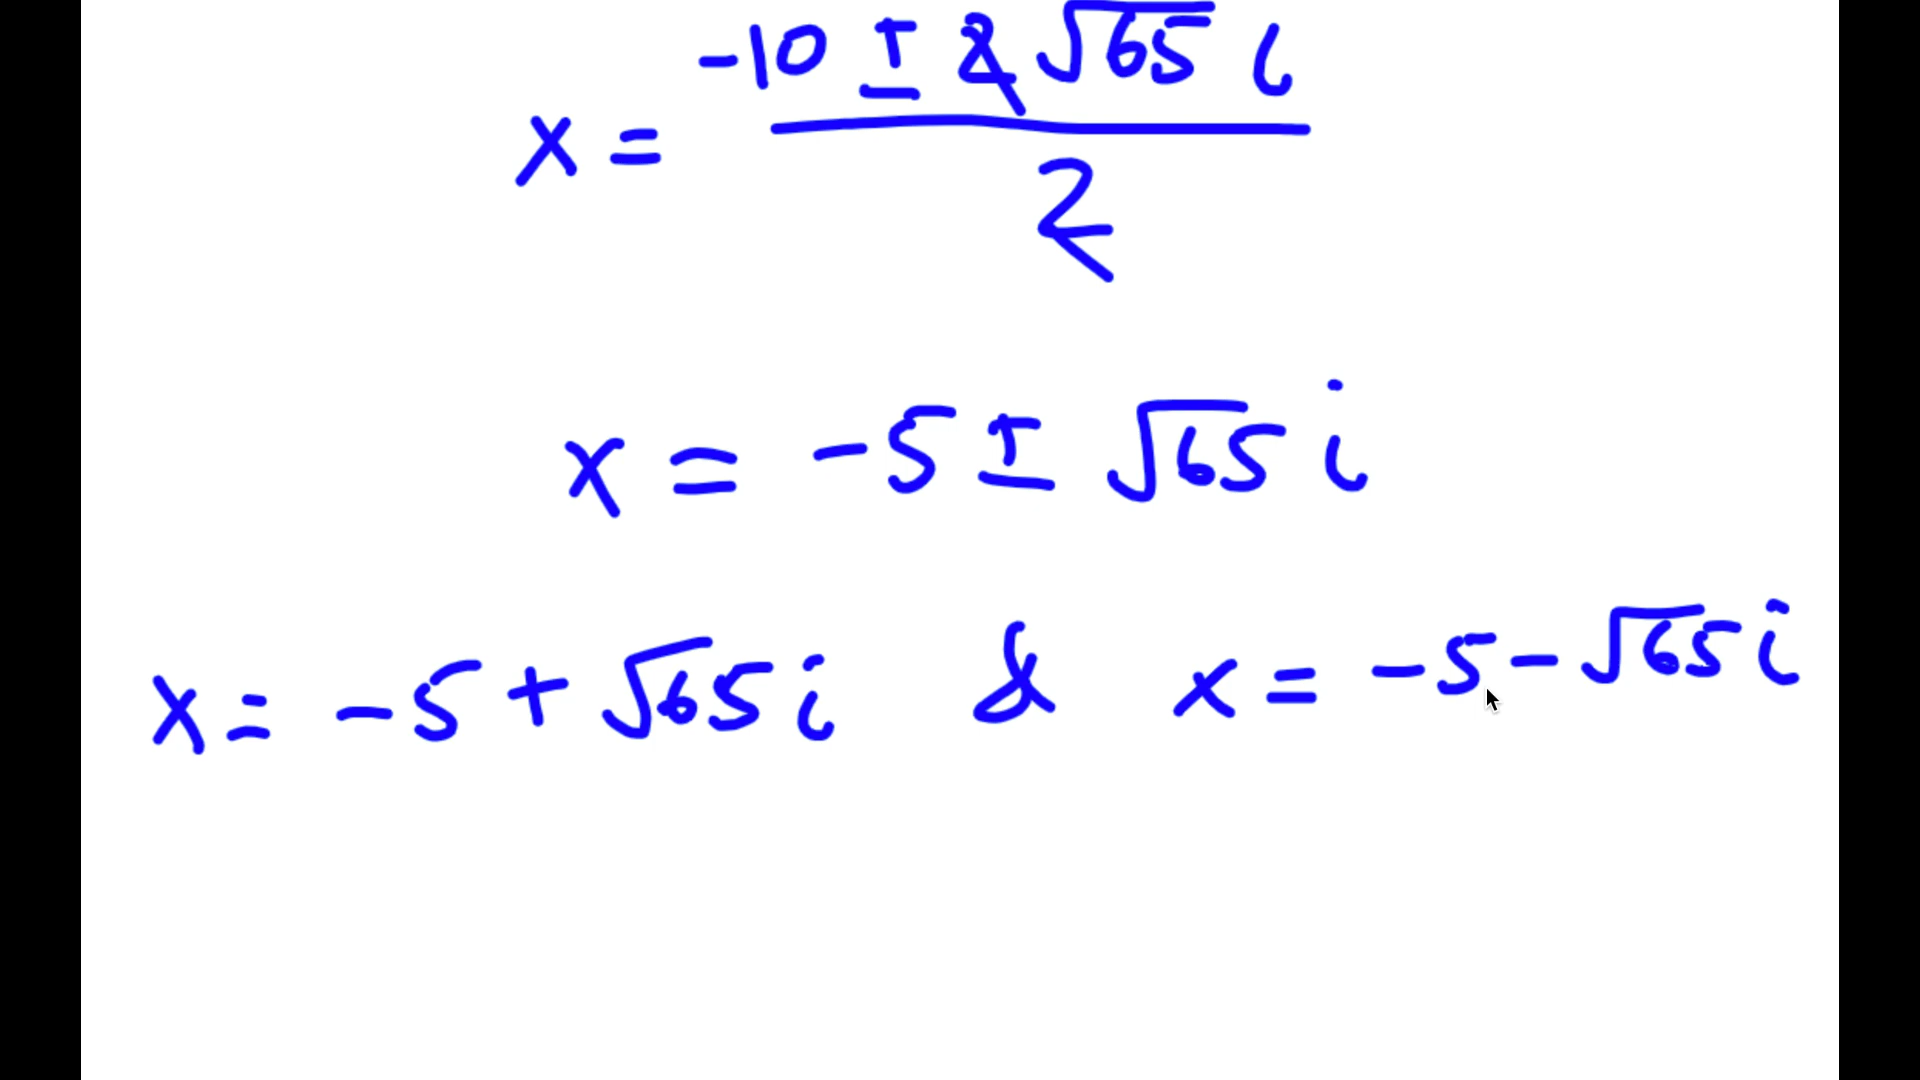 x = (-10 ± 2√65 i) / 2
x = -5 ± √65 i
x = -5 + √65 i & x = -5 - √65 i